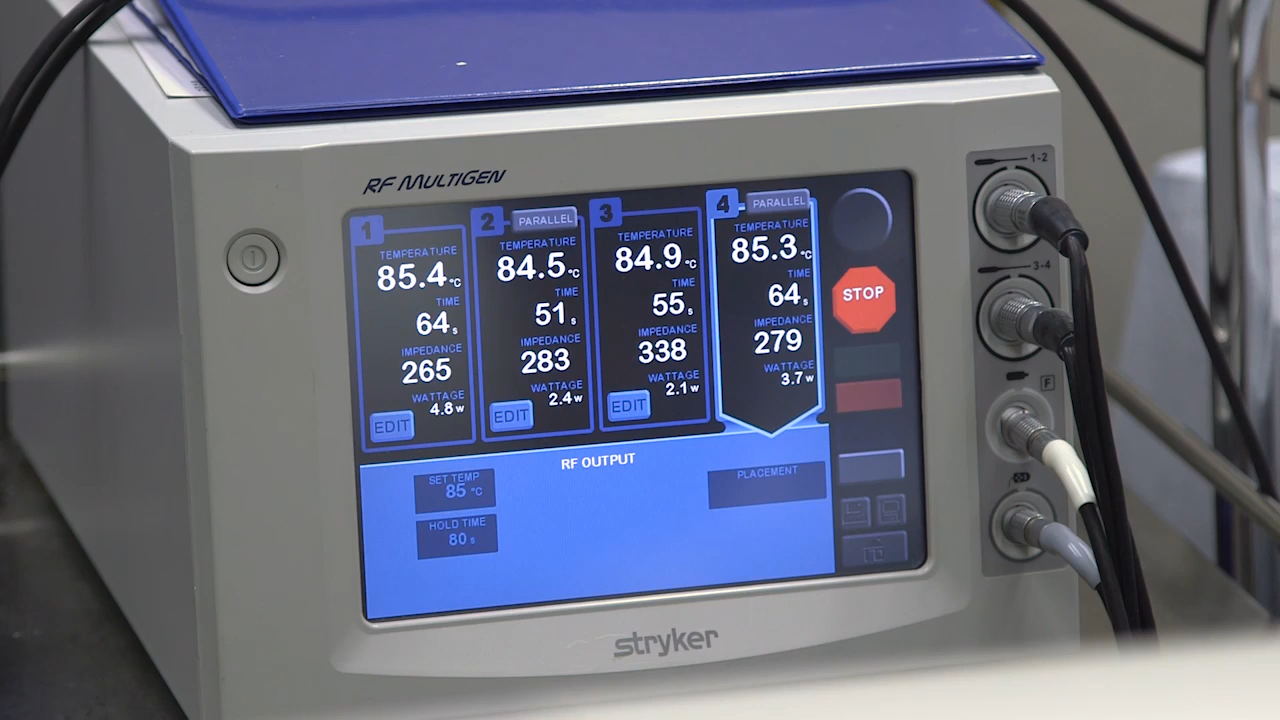 RF MULTIGEN
1
TEMPERATURE
85.4 °C
TIME
64 s
IMPEDANCE
265
WATTAGE
4.8 w
EDIT
2 PARALLEL
TEMPERATURE
84.5 °C
TIME
51 s
IMPEDANCE
283
WATTAGE
2.4 w
EDIT
3
TEMPERATURE
84.9 °C
TIME
55 s
IMPEDANCE
338
WATTAGE
2.1 w
EDIT
4 PARALLEL
TEMPERATURE
85.3 °C
TIME
64 s
IMPEDANCE
279
WATTAGE
3.7 w
STOP
RF OUTPUT
SET TEMP
85 °C
HOLD TIME
80 s
PLACEMENT
1-2
3-4
F
stryker